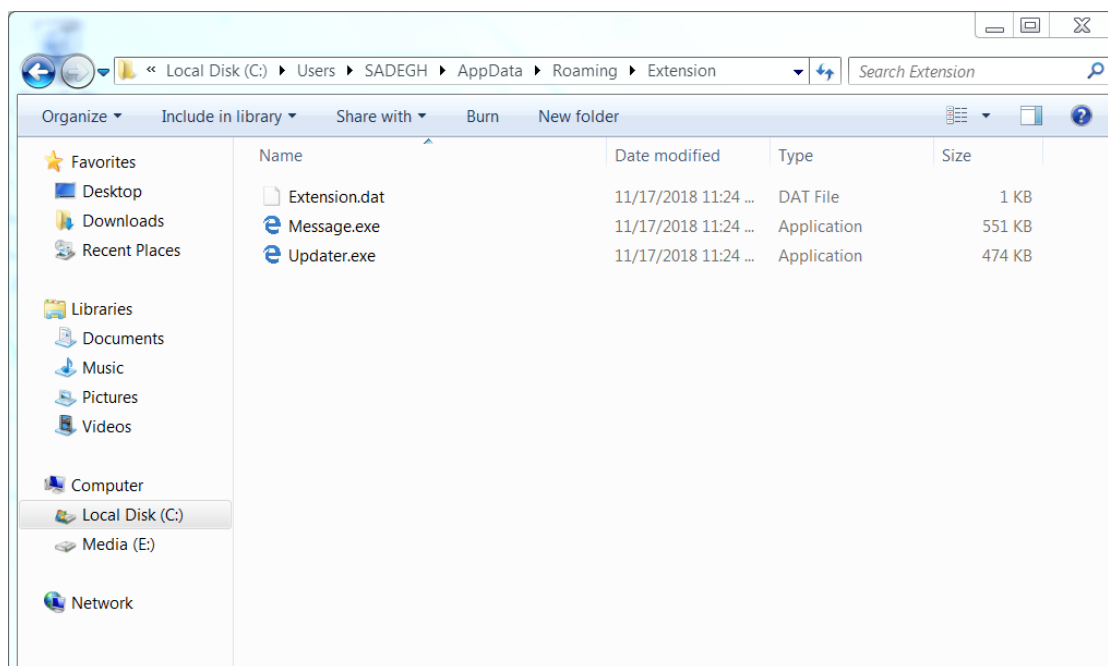 « Local Disk (C:) Users SADEGH AppData Roaming Extension Search Extension
Organize Include in library Share with Burn New folder
Favorites
Desktop
Downloads
Recent Places
Libraries
Documents
Music
Pictures
Videos
Computer
Local Disk (C:)
Media (E:)
Network
Name Date modified Type Size
Extension.dat 11/17/2018 11:24 ... DAT File 1 KB
Message.exe 11/17/2018 11:24 ... Application 551 KB
Updater.exe 11/17/2018 11:24 ... Application 474 KB